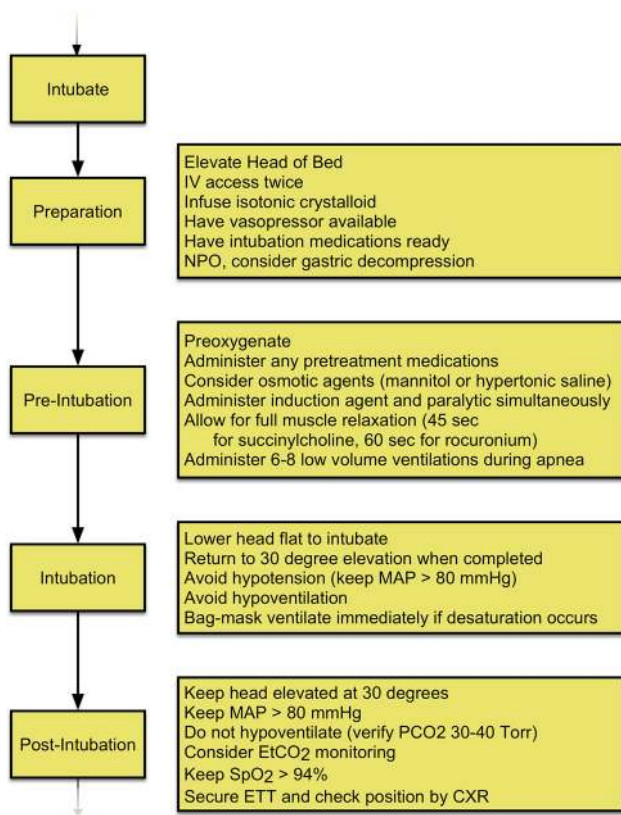 Intubate
Preparation
Elevate Head of Bed
IV access twice
Infuse isotonic crystalloid
Have vasopressor available
Have intubation medications ready
NPO, consider gastric decompression
Pre-Intubation
Preoxygenate
Administer any pretreatment medications
Consider osmotic agents (mannitol or hypertonic saline)
Administer induction agent and paralytic simultaneously
Allow for full muscle relaxation (45 sec
for succinylcholine, 60 sec for rocuronium)
Administer 6-8 low volume ventilations during apnea
Intubation
Lower head flat to intubate
Return to 30 degree elevation when completed
Avoid hypotension (keep MAP > 80 mmHg)
Avoid hypoventilation
Bag-mask ventilate immediately if desaturation occurs
Post-Intubation
Keep head elevated at 30 degrees
Keep MAP > 80 mmHg
Do not hypoventilate (verify PCO2 30-40 Torr)
Consider EtCO2 monitoring
Keep SpO2 > 94%
Secure ETT and check position by CXR